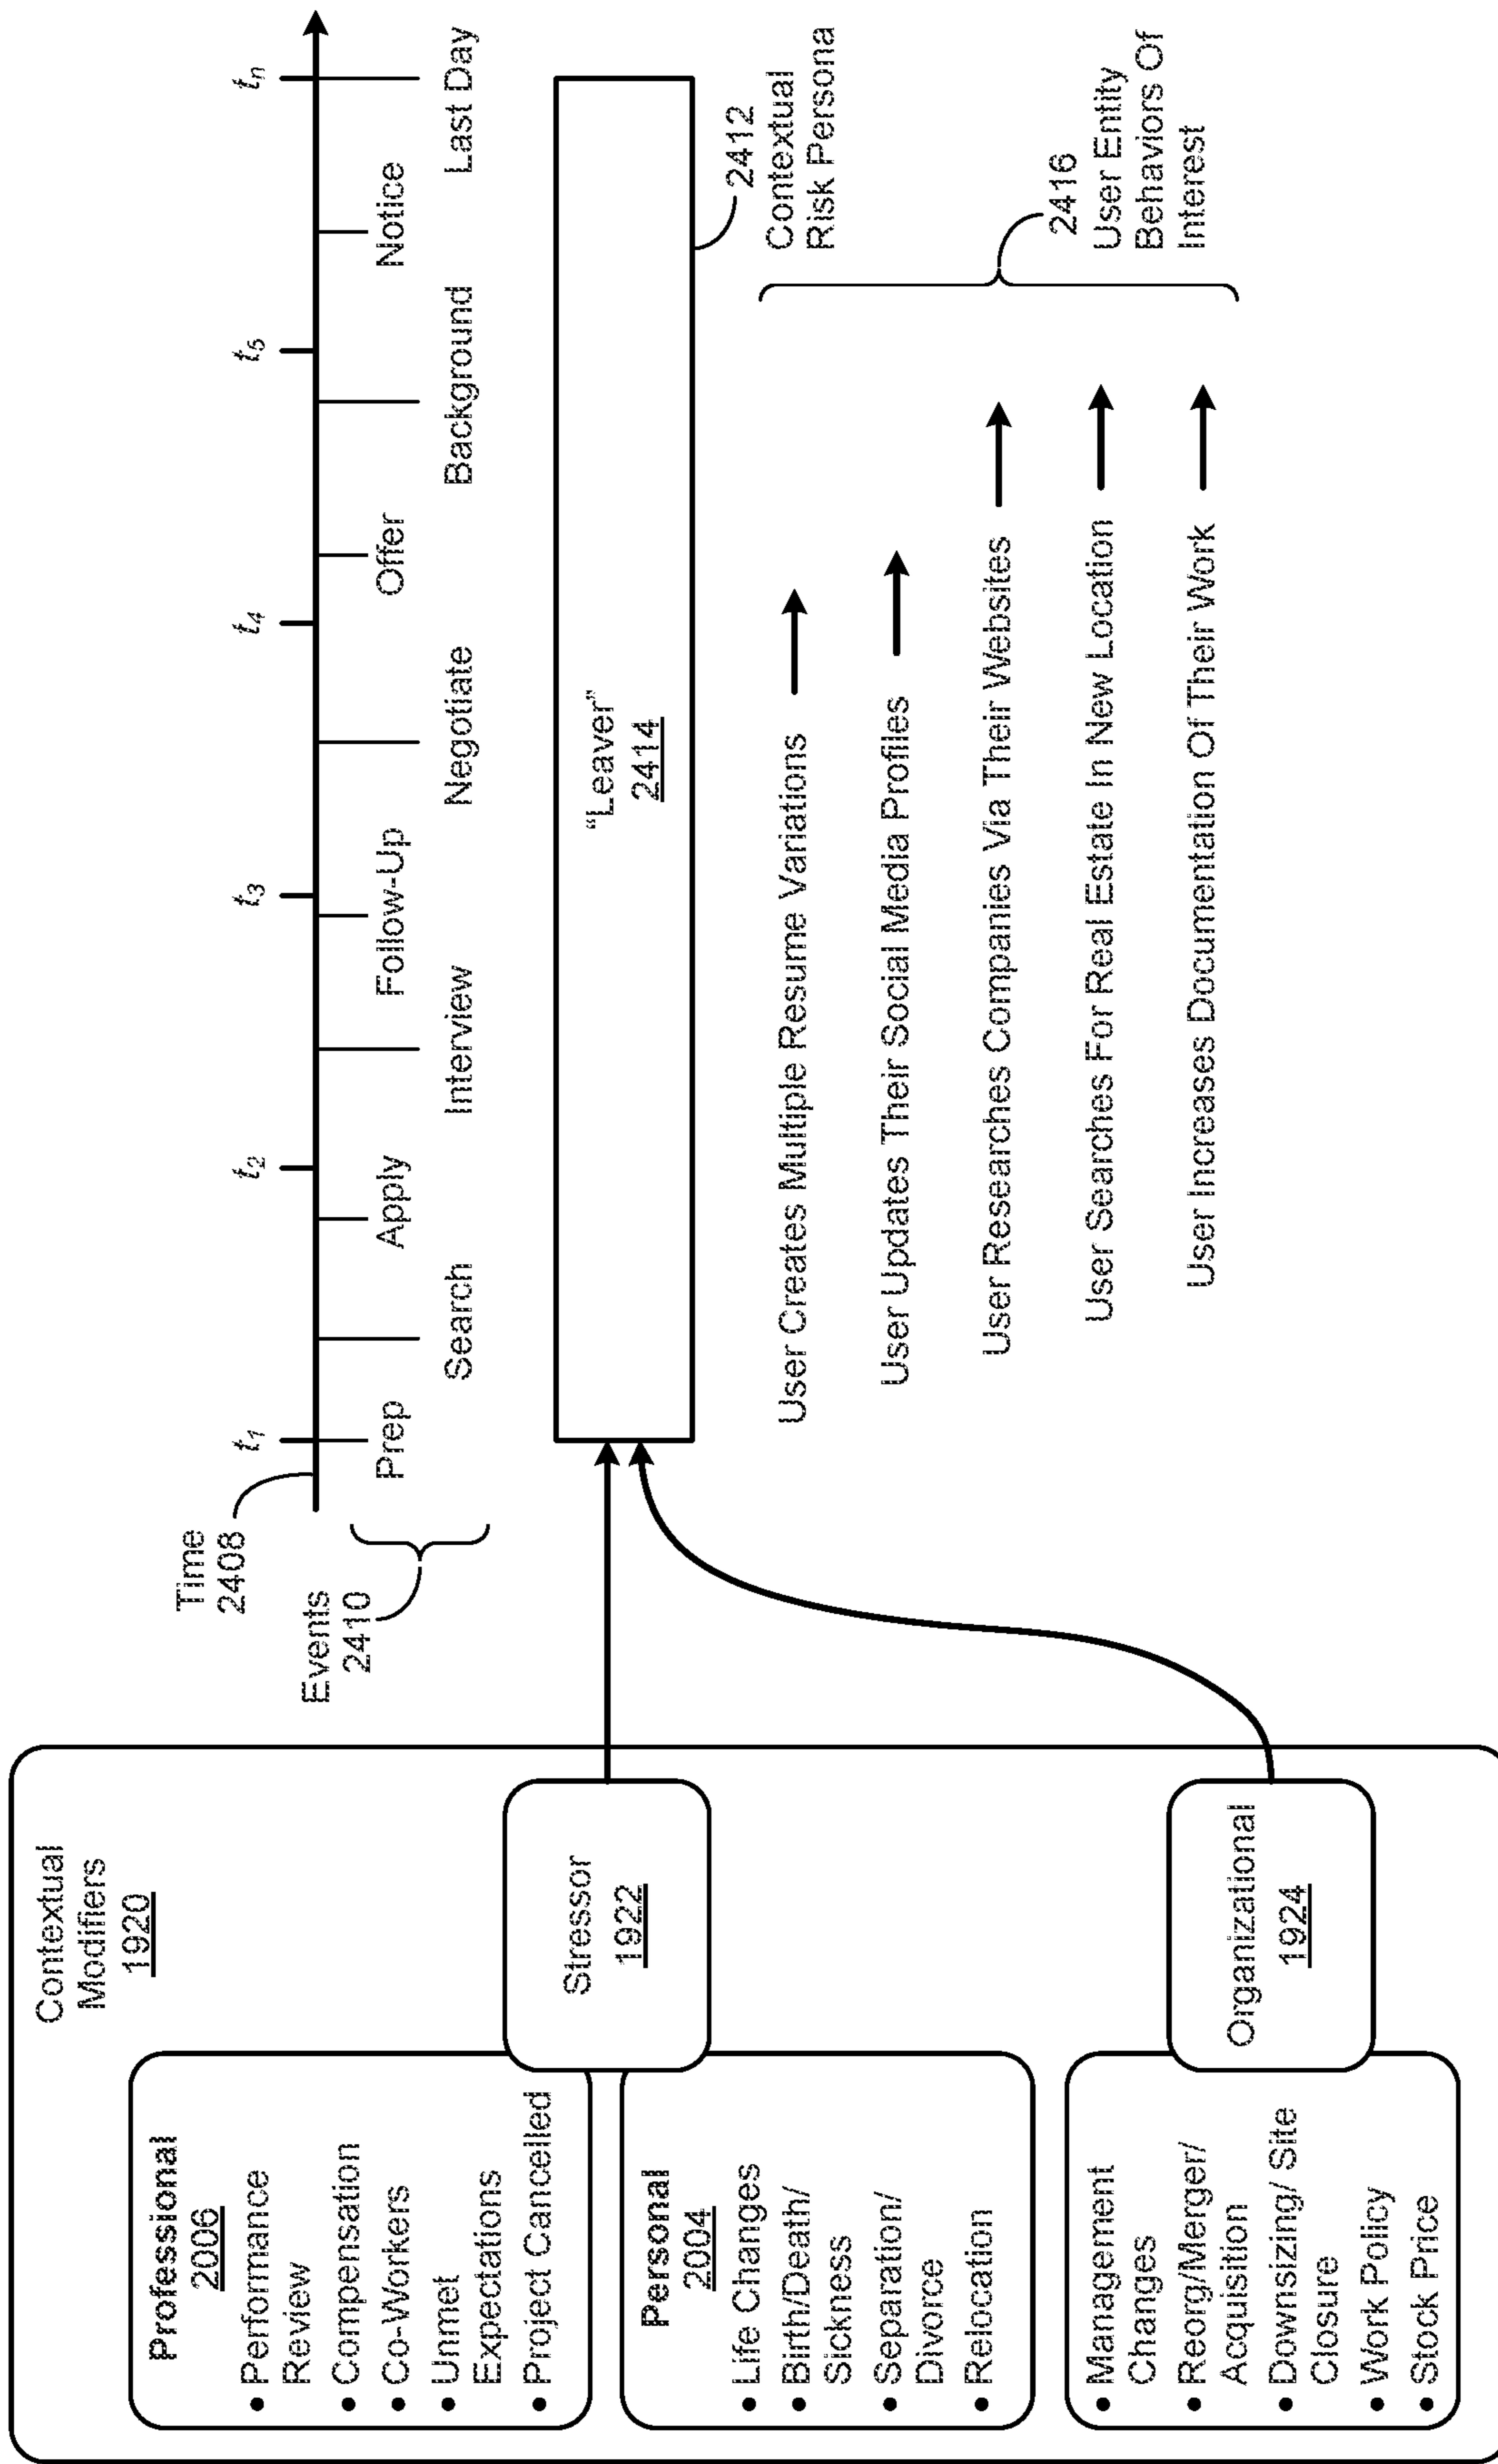 Contextual
Modifiers
1920
Professional
2006
• Performance
Review
• Compensation
• Co-Workers
• Unmet
Expectations
• Project Cancelled
Personal
2004
• Life Changes
• Birth/Death/
Sickness
• Separation/
Divorce
• Relocation
Stressor
1922
• Management
Changes
• Reorg/Merger/
Acquisition
• Downsizing/ Site
Closure
• Work Policy
• Stock Price
Organizational
1924
Time
2408
Events
2410
t1
t2
t3
t4
t5
tn
Prep
Apply
Follow-Up
Offer
Notice
Search
Interview
Negotiate
Background
Last Day
“Leaver”
2414
2412
Contextual
Risk Persona
User Creates Multiple Resume Variations
User Updates Their Social Media Profiles
User Researches Companies Via Their Websites
User Searches For Real Estate In New Location
User Increases Documentation Of Their Work
2416
User Entity
Behaviors Of
Interest